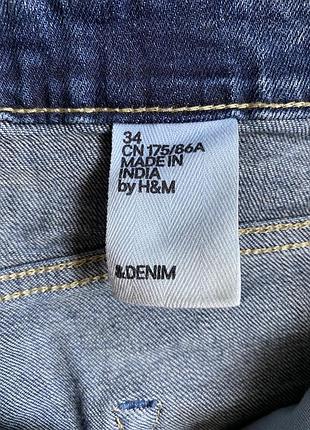 34
CN 175/86A
MADE IN
INDIA
by H&M
&DENIM